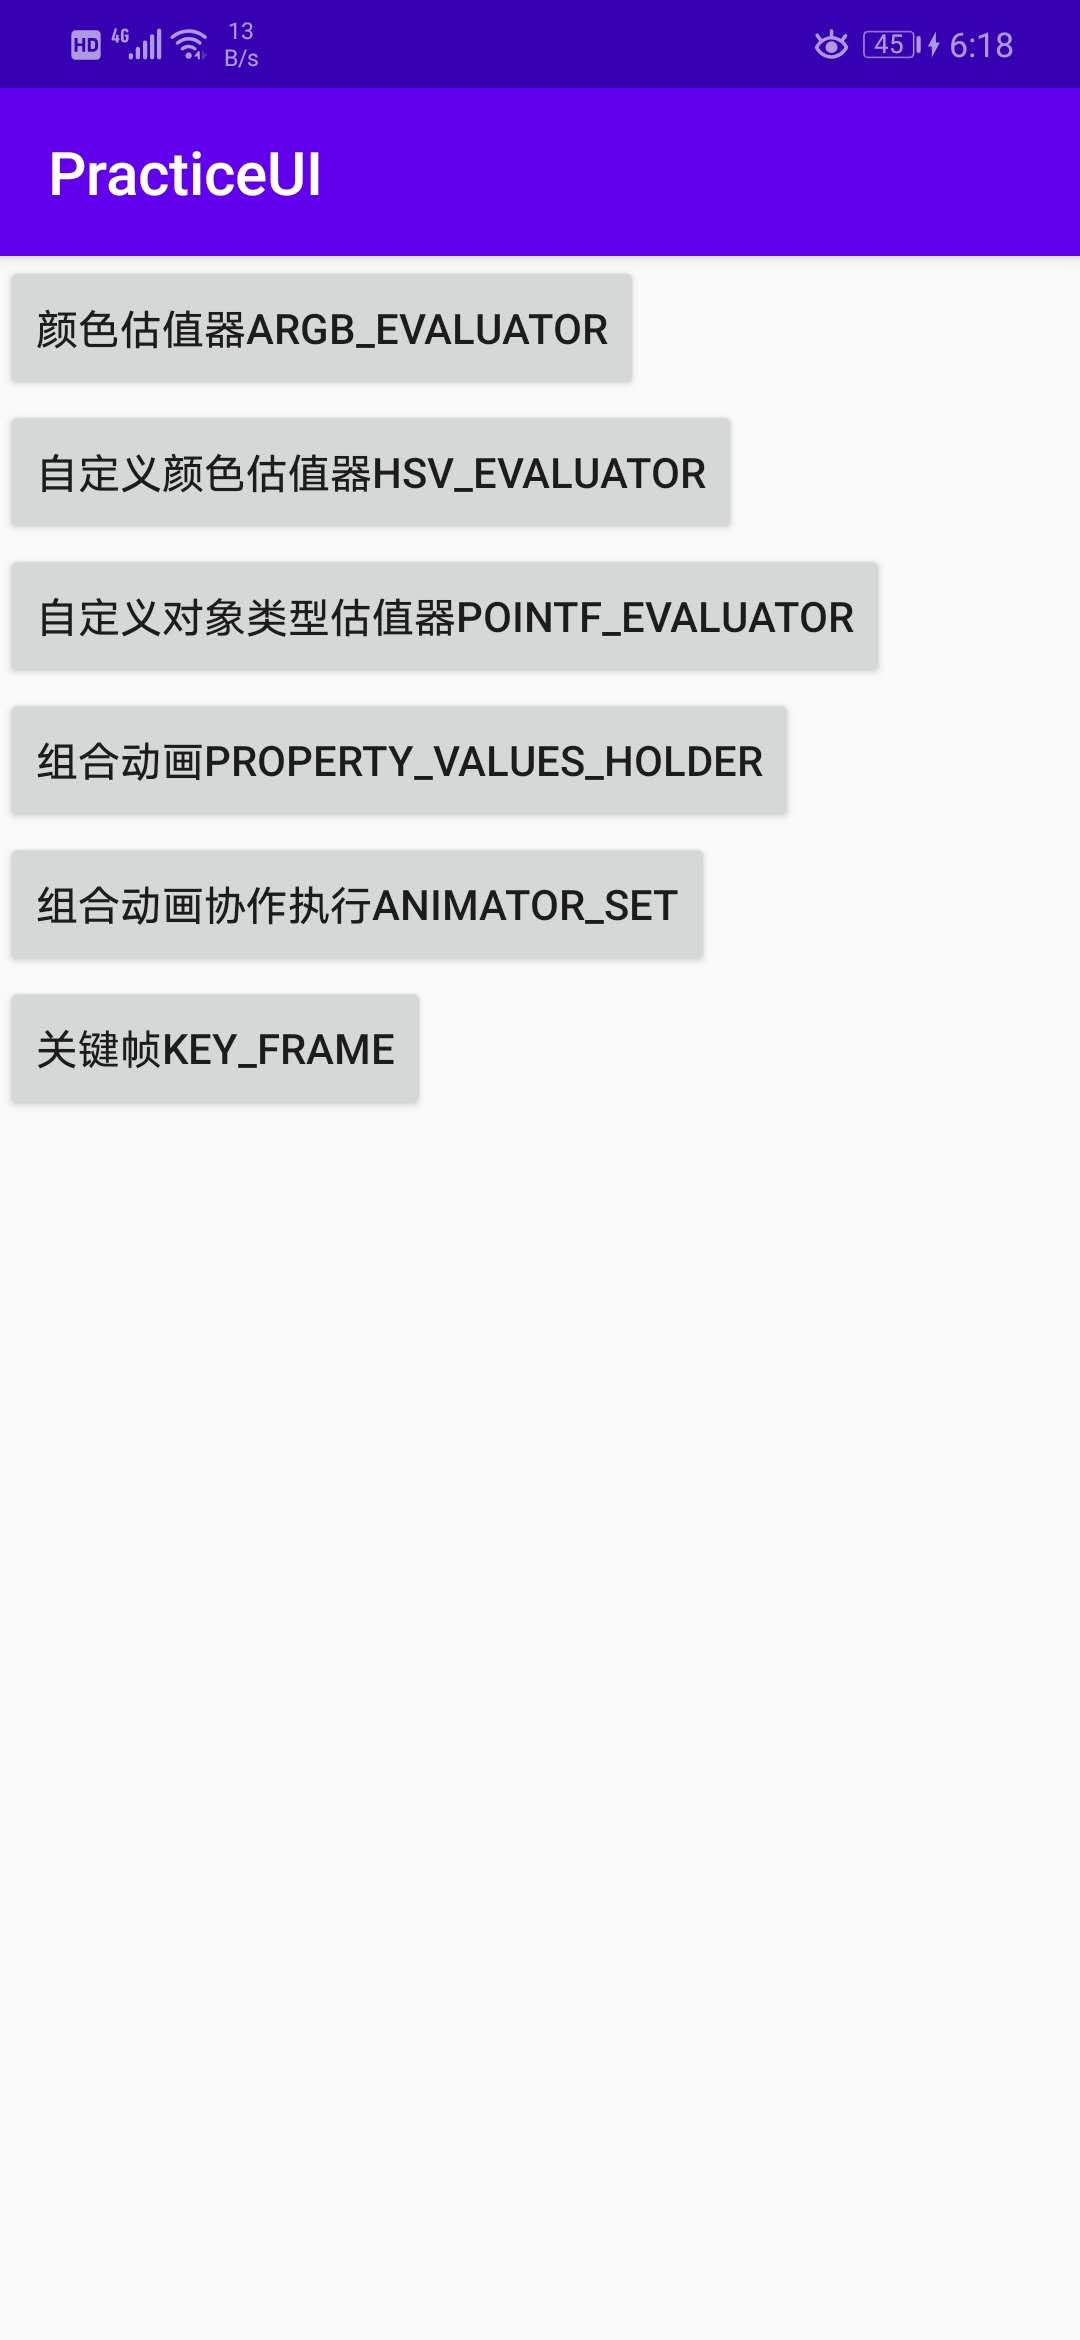 HD 4G 13 B/s 45 6:18
PracticeUI
颜色估值器ARGB_EVALUATOR
自定义颜色估值器HSV_EVALUATOR
自定义对象类型估值器POINTF_EVALUATOR
组合动画PROPERTY_VALUES_HOLDER
组合动画协作执行ANIMATOR_SET
关键帧KEY_FRAME